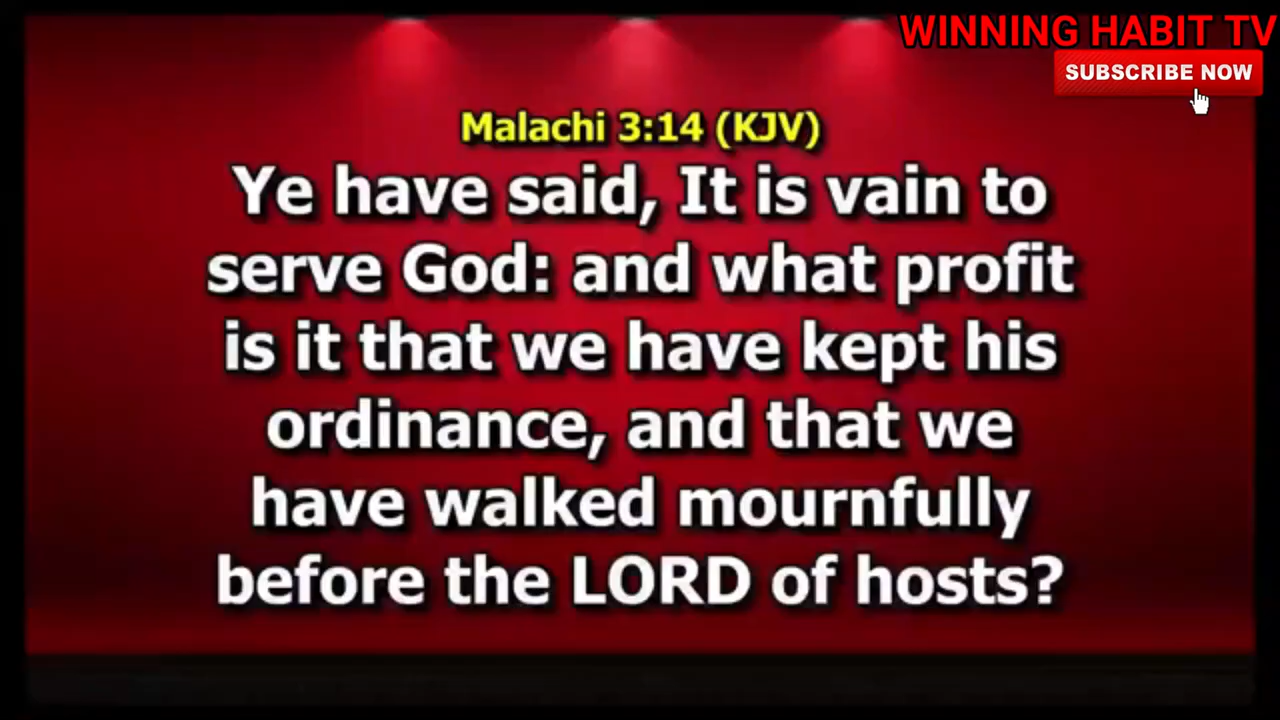 WINNING HABIT TV
SUBSCRIBE NOW
Malachi 3:14 (KJV)
Ye have said, It is vain to
serve God: and what profit
is it that we have kept his
ordinance, and that we
have walked mournfully
before the LORD of hosts?